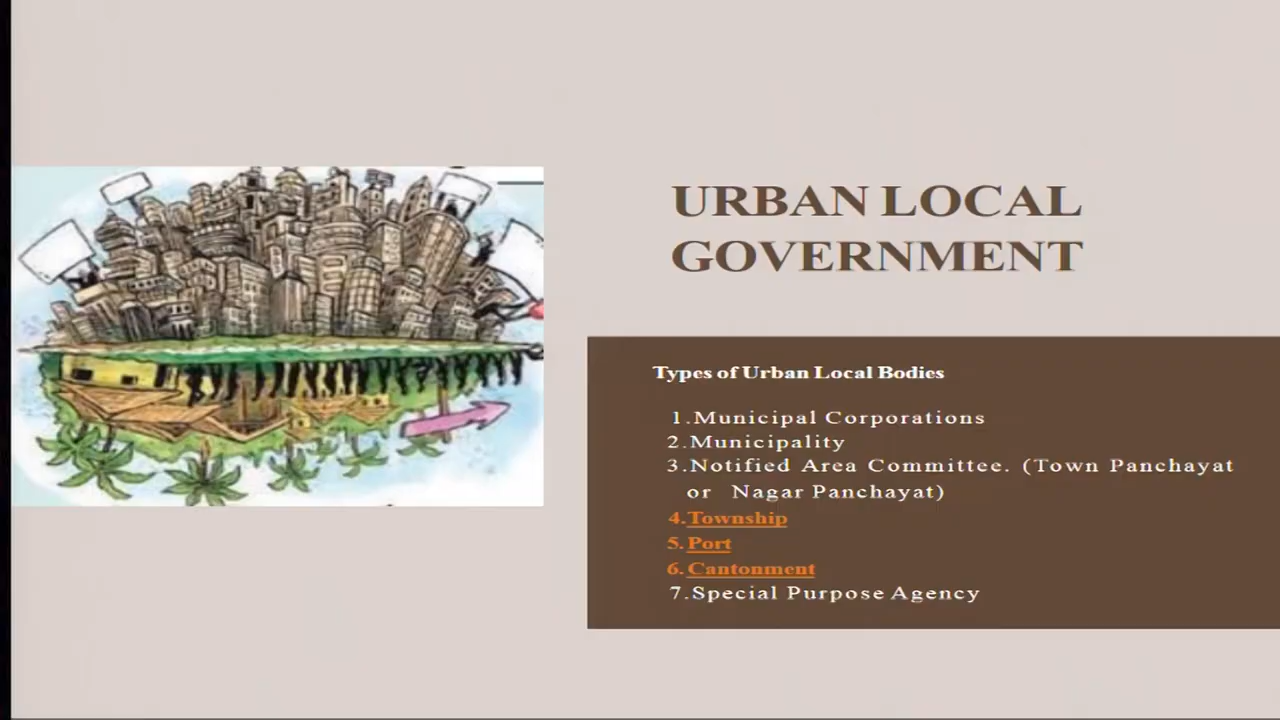 URBAN LOCAL
GOVERNMENT
Types of Urban Local Bodies
1.Municipal Corporations
2.Municipality
3.Notified Area Committee. (Town Panchayat
or Nagar Panchayat)
4.Township
5.Port
6.Cantonment
7.Special Purpose Agency